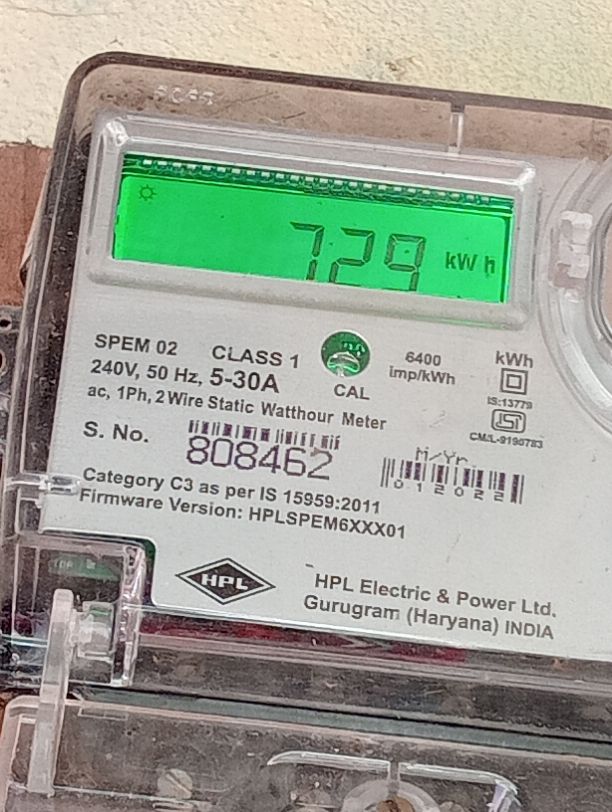 729 kWh
SPEM 02 CLASS 1
CAL
6400
imp/kWh
kWh
240V, 50 Hz, 5-30A
ac, 1Ph, 2 Wire Static Watthour Meter
IS:13779
CM/L-9190783
S. No.
808462
M/Yr.
012022
Category C3 as per IS 15959:2011
Firmware Version: HPLSPEM6XXX01
HPL
HPL Electric & Power Ltd.
Gurugram (Haryana) INDIA